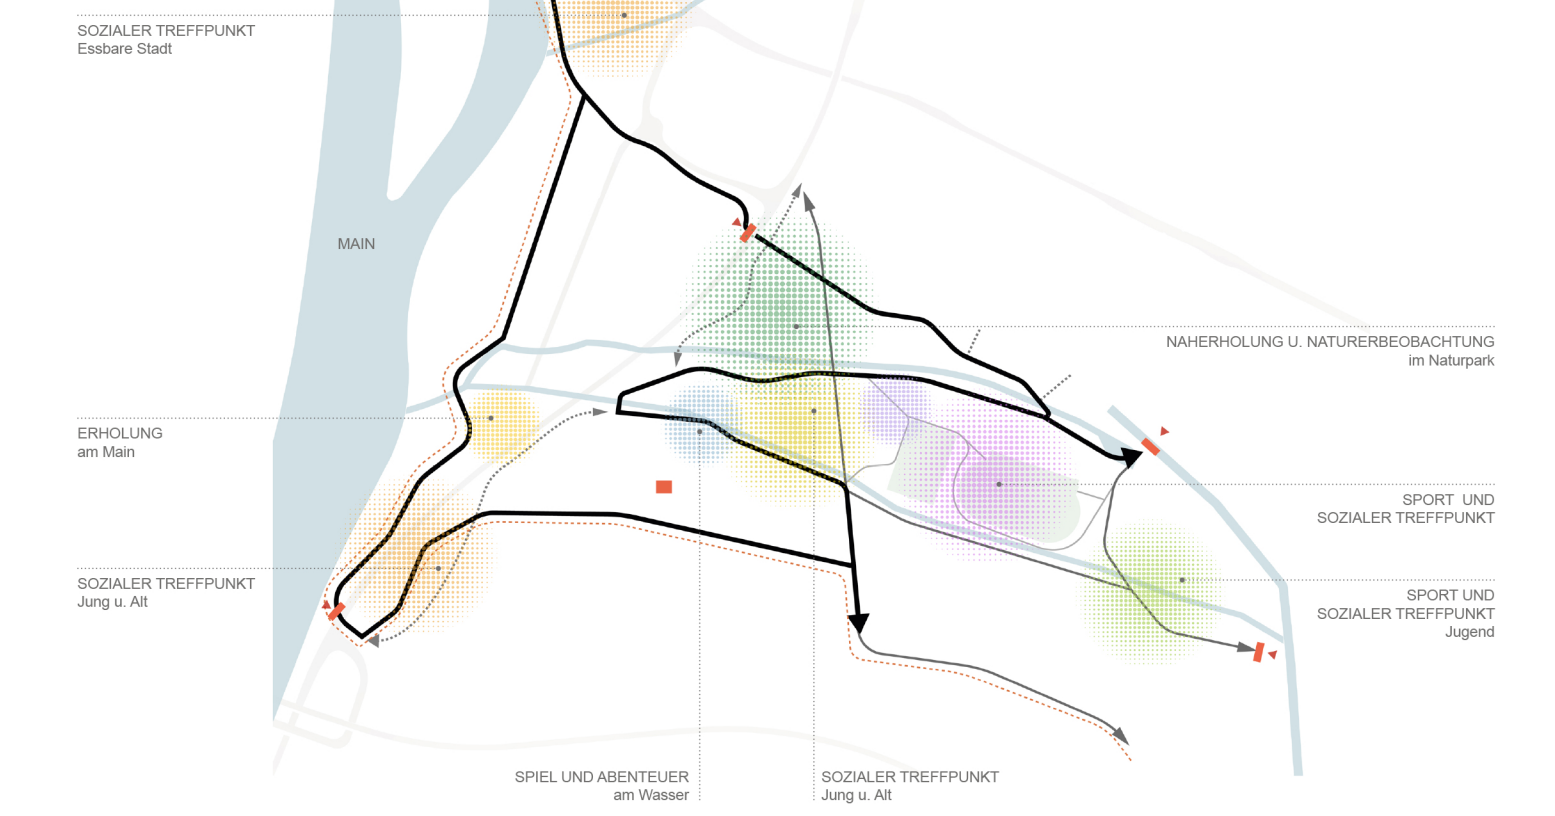 SOZIALER TREFFPUNKT
Essbare Stadt
MAIN
NAHERHOLUNG U. NATURERBEOBACHTUNG
im Naturpark
ERHOLUNG
am Main
SPORT UND
SOZIALER TREFFPUNKT
SOZIALER TREFFPUNKT
Jung u. Alt
SPORT UND
SOZIALER TREFFPUNKT
Jugend
SPIEL UND ABENTEUER
am Wasser
SOZIALER TREFFPUNKT
Jung u. Alt